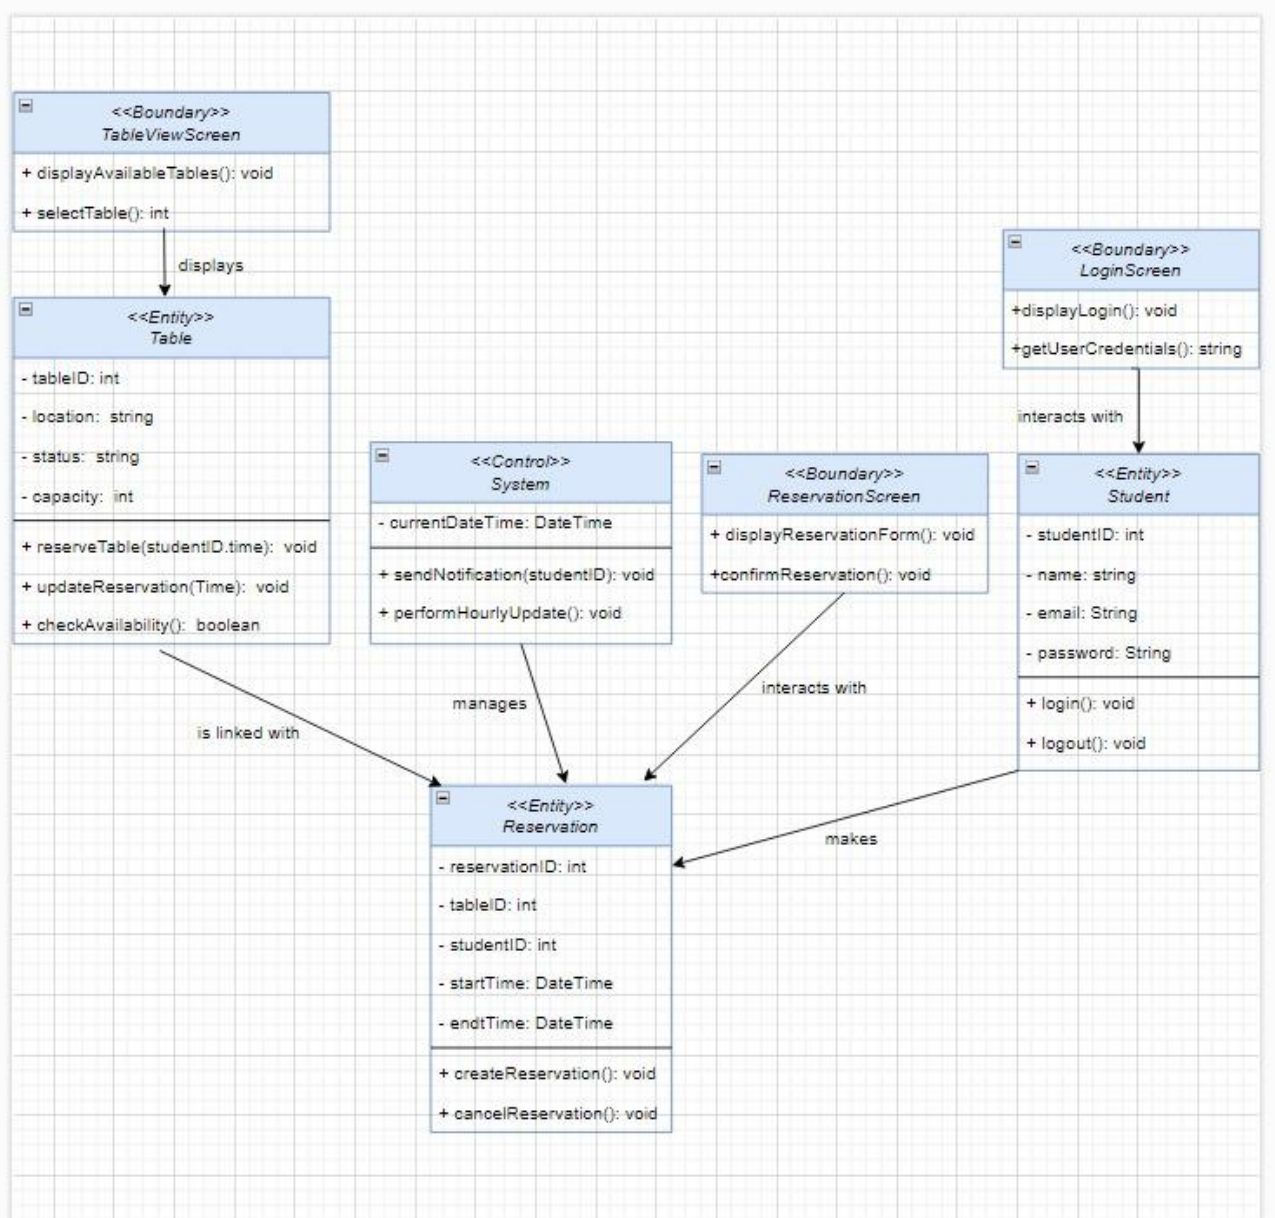 <<Boundary>>
TableViewScreen
+ displayAvailableTables(): void
+ selectTable(): int
displays
<<Entity>>
Table
- tableID: int
- location:  string
- status:  string
- capacity:  int
+ reserveTable(studentID.time):  void
+ updateReservation(Time):  void
+ checkAvailability():  boolean
is linked with
<<Control>>
System
- currentDateTime: DateTime
+ sendNotification(studentID): void
+ performHourlyUpdate(): void
manages
<<Boundary>>
ReservationScreen
+ displayReservationForm(): void
+confirmReservation(): void
interacts with
<<Boundary>>
LoginScreen
+displayLogin(): void
+getUserCredentials(): string
interacts with
<<Entity>>
Student
- studentID: int
- name: string
- email: String
- password: String
+ login(): void
+ logout(): void
makes
<<Entity>>
Reservation
- reservationID: int
- tableID: int
- studentID: int
- startTime: DateTime
- endtTime: DateTime
+ createReservation(): void
+ cancelReservation(): void